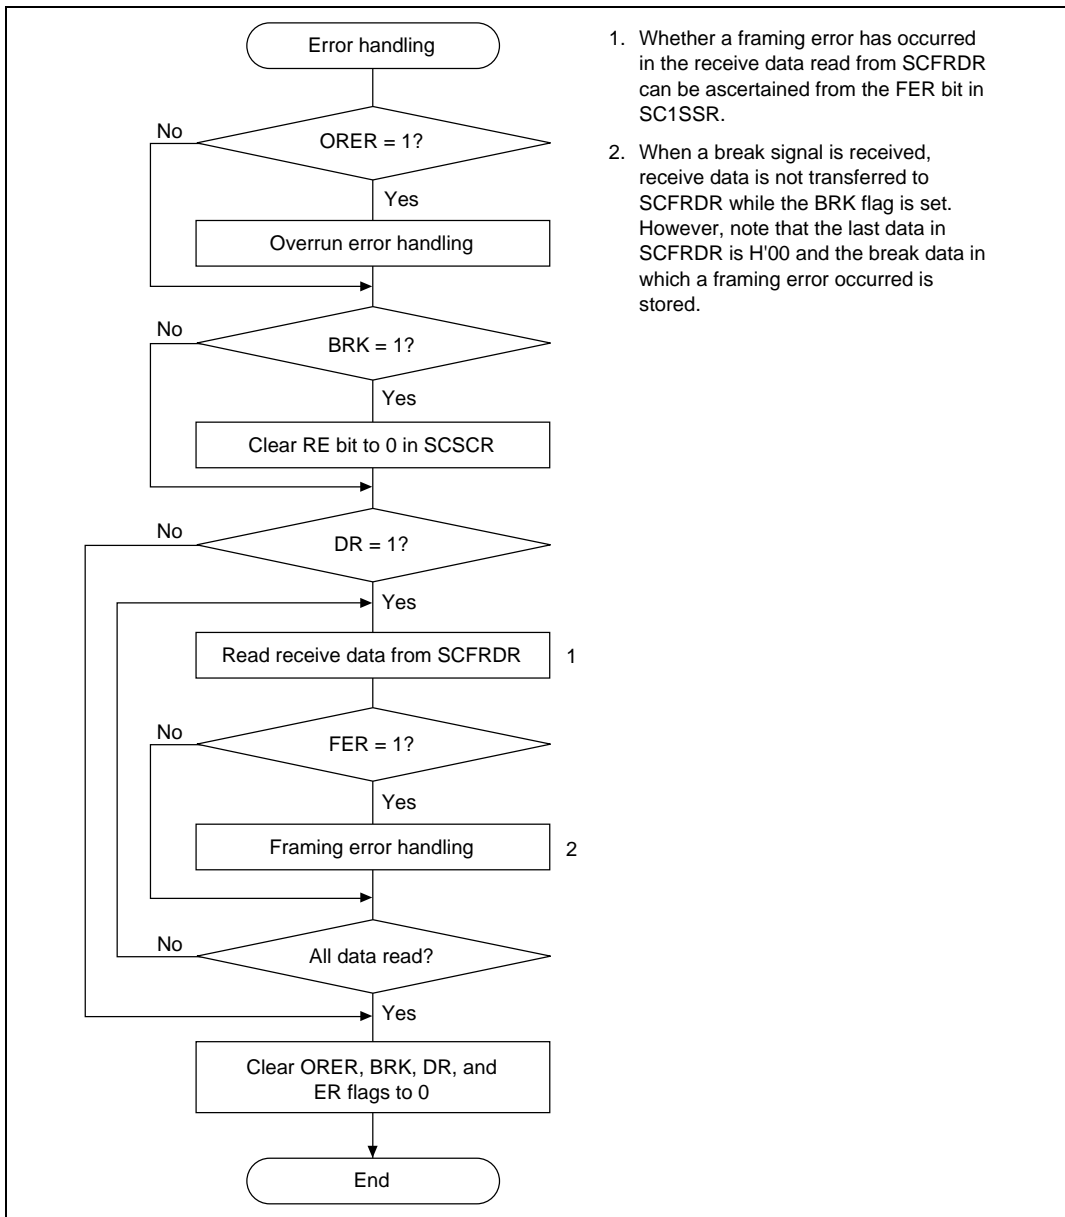 Error handling
No
ORER = 1?
Yes
Overrun error handling
No
BRK = 1?
Yes
Clear RE bit to 0 in SCSCR
No
DR = 1?
Yes
Read receive data from SCFRDR
1
No
FER = 1?
Yes
Framing error handling
2
No
All data read?
Yes
Clear ORER, BRK, DR, and
ER flags to 0
End
1. Whether a framing error has occurred
in the receive data read from SCFRDR
can be ascertained from the FER bit in
SC1SSR.
2. When a break signal is received,
receive data is not transferred to
SCFRDR while the BRK flag is set.
However, note that the last data in
SCFRDR is H'00 and the break data in
which a framing error occurred is
stored.